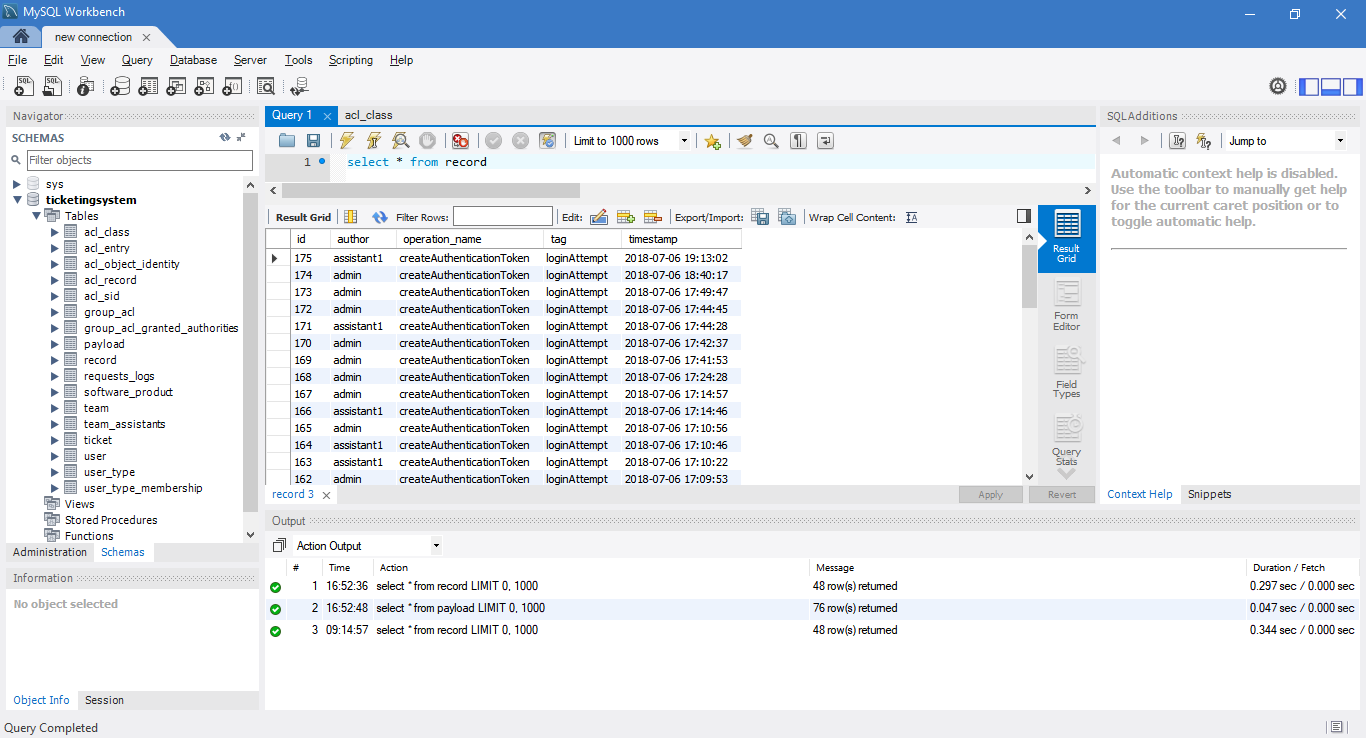 MySQL Workbench
new connection
File Edit View Query Database Server Tools Scripting Help
Navigator
SCHEMAS
Filter objects
sys
ticketingsystem
Tables
acl_class
acl_entry
acl_object_identity
acl_record
acl_sid
group_acl
group_acl_granted_authorities
payload
record
requests_logs
software_product
team
team_assistants
ticket
user
user_type
user_type_membership
Views
Stored Procedures
Functions
Administration Schemas
Information
No object selected
Object Info Session
Query 1 acl_class
Limit to 1000 rows
1 select * from record
Result Grid Filter Rows: Edit: Export/Import: Wrap Cell Content: IA
id author operation_name tag timestamp
175 assistant1 createAuthenticationToken loginAttempt 2018-07-06 19:13:02
174 admin createAuthenticationToken loginAttempt 2018-07-06 18:40:17
173 admin createAuthenticationToken loginAttempt 2018-07-06 17:49:47
172 admin createAuthenticationToken loginAttempt 2018-07-06 17:44:45
171 assistant1 createAuthenticationToken loginAttempt 2018-07-06 17:44:28
170 admin createAuthenticationToken loginAttempt 2018-07-06 17:42:37
169 admin createAuthenticationToken loginAttempt 2018-07-06 17:41:53
168 admin createAuthenticationToken loginAttempt 2018-07-06 17:24:28
167 admin createAuthenticationToken loginAttempt 2018-07-06 17:14:57
166 assistant1 createAuthenticationToken loginAttempt 2018-07-06 17:14:46
165 admin createAuthenticationToken loginAttempt 2018-07-06 17:10:56
164 assistant1 createAuthenticationToken loginAttempt 2018-07-06 17:10:46
163 assistant1 createAuthenticationToken loginAttempt 2018-07-06 17:10:22
162 admin createAuthenticationToken loginAttempt 2018-07-06 17:09:53
Result
Grid
Form
Editor
Field
Types
Query
Stats
record 3 Apply Revert
SQLAdditions
Jump to
Automatic context help is disabled.
Use the toolbar to manually get help
for the current caret position or to
toggle automatic help.
Context Help Snippets
Output
Action Output
# Time Action Message Duration / Fetch
1 16:52:36 select * from record LIMIT 0, 1000 48 row(s) returned 0.297 sec / 0.000 sec
2 16:52:48 select * from payload LIMIT 0, 1000 76 row(s) returned 0.047 sec / 0.000 sec
3 09:14:57 select * from record LIMIT 0, 1000 48 row(s) returned 0.344 sec / 0.000 sec
Query Completed